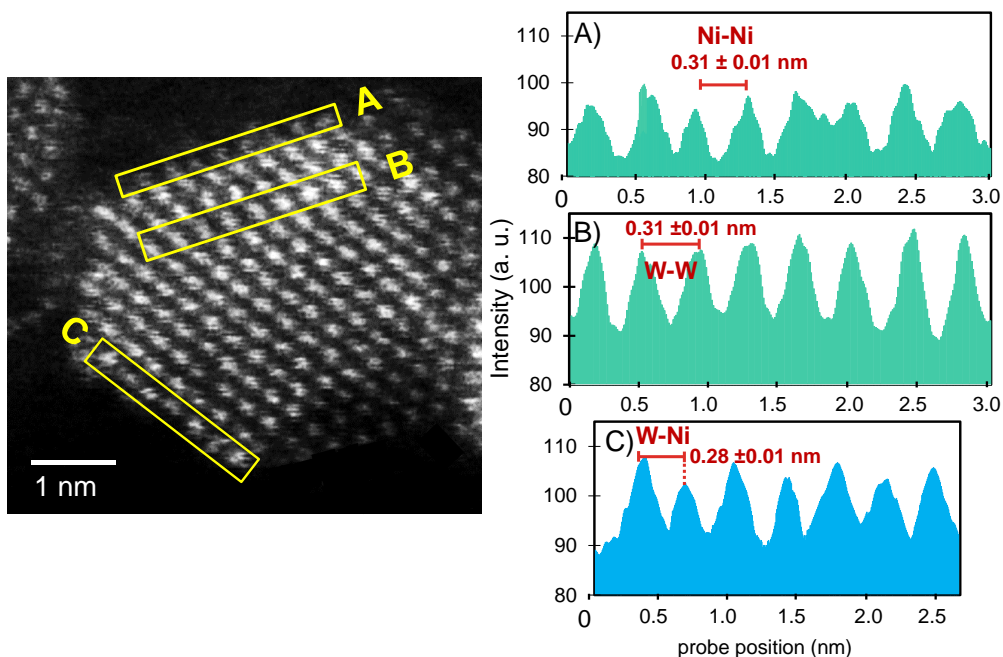 A
B
C
1 nm
Intensity (a. u.)
A)
Ni-Ni
0.31 ± 0.01 nm
110
100
90
80
0
0.5
1.0
1.5
2.0
2.5
3.0
B)
0.31 ±0.01 nm
W-W
110
100
90
80
0
0.5
1.0
1.5
2.0
2.5
3.0
C)
W-Ni
0.28 ±0.01 nm
110
100
90
80
0
0.5
1.0
1.5
2.0
2.5
probe position (nm)